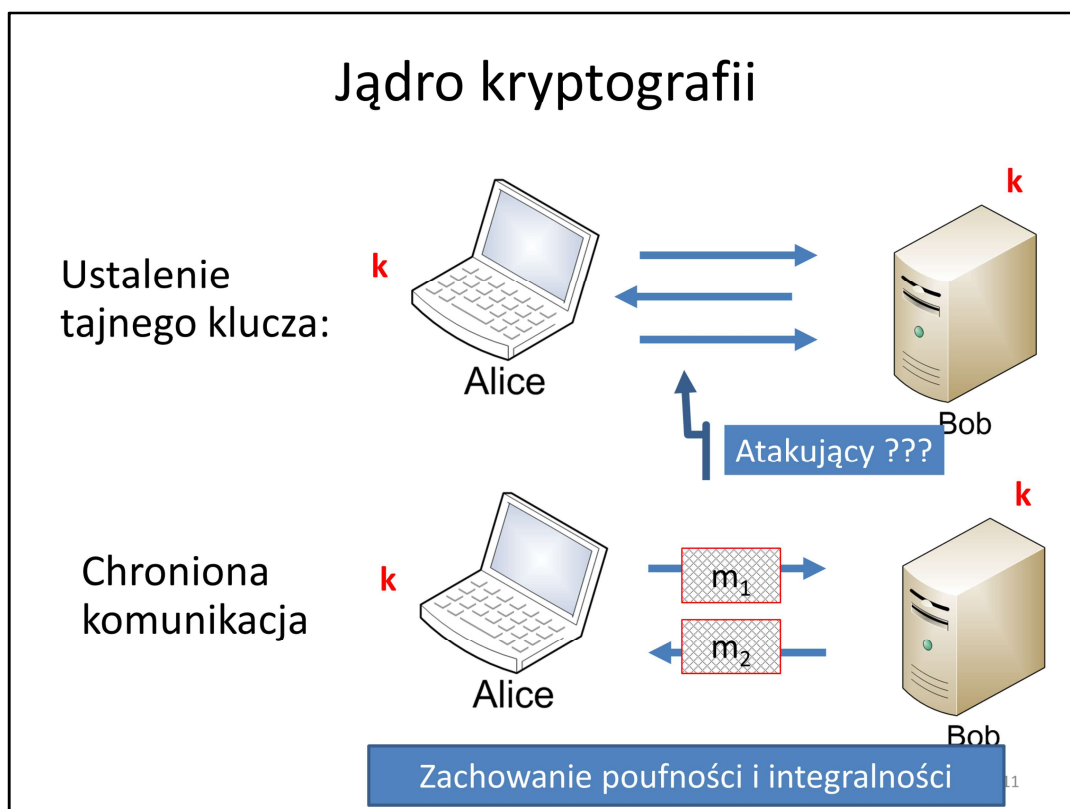 Jądro kryptografii
k
Ustalenie
tajnego klucza:
k
Alice
Bob
Atakujący ???
k
Chroniona
komunikacja
k
m₁
m₂
Alice
Bob
Zachowanie poufności i integralności
11